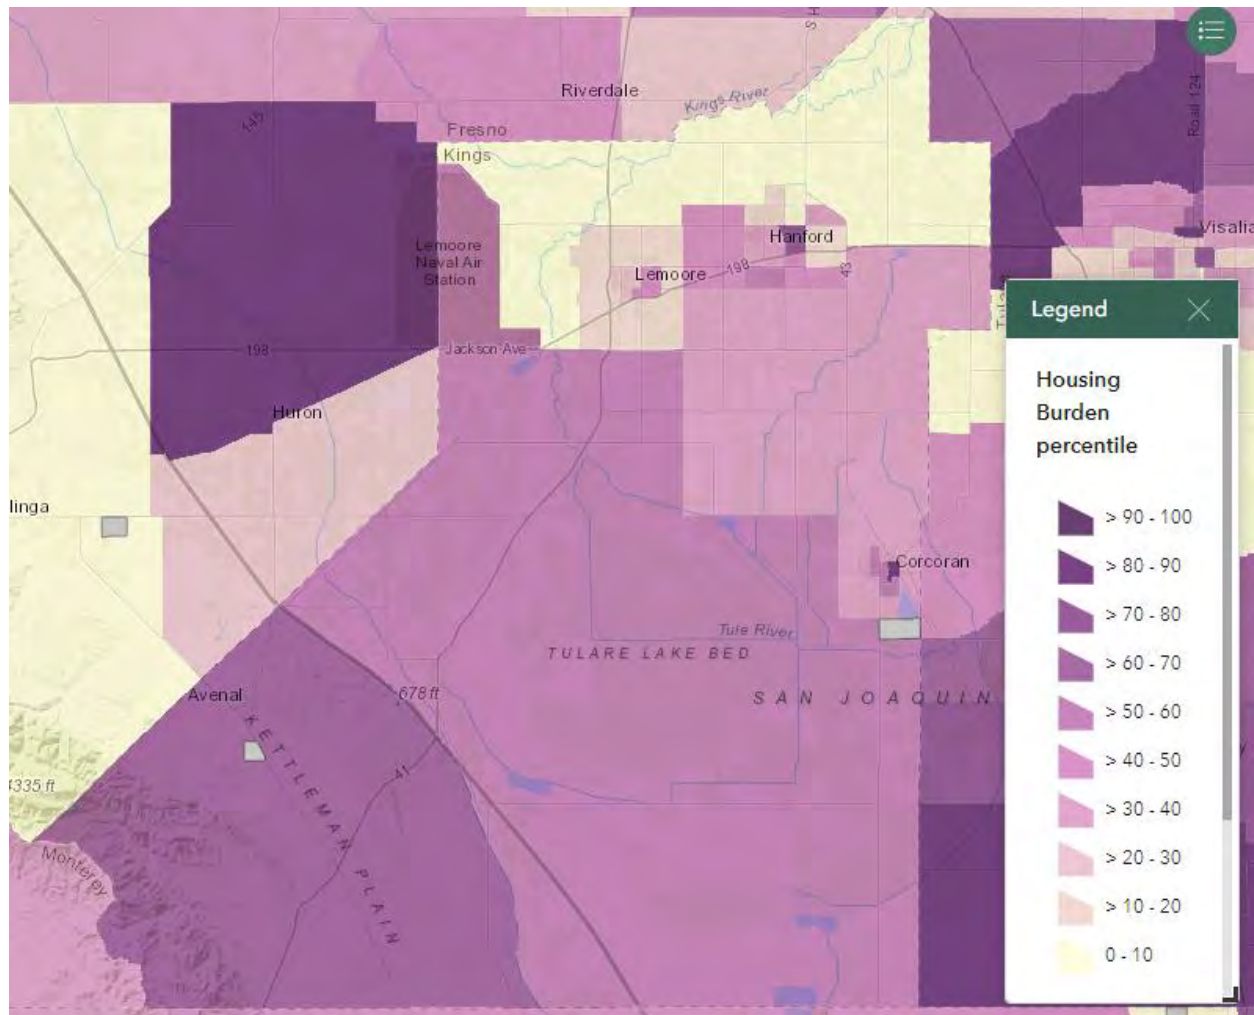 S H
Riverdale
Kings River
Road 124
145
Fresno
Kings
Hanford
Visalia
Lemoore
Naval Air
Station
Lemoore
198
43
Legend
198
Jackson Ave
Housing
Burden
percentile
Huron
linga
> 90 - 100
Corcoran
> 80 - 90
> 70 - 80
Tule River
TULARE LAKE BED
> 60 - 70
Avenal
678 ft
SAN JOAQUIN
> 50 - 60
KETTLEMAN PLAIN
41
> 40 - 50
4335 ft
> 30 - 40
Monterey
> 20 - 30
> 10 - 20
0 - 10